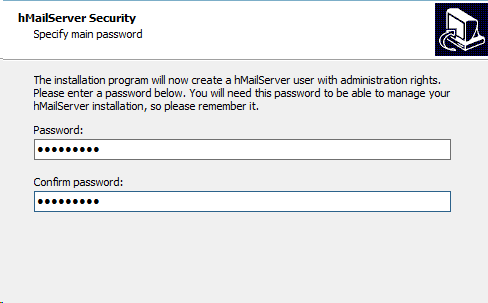 hMailServer Security
Specify main password
The installation program will now create a hMailServer user with administration rights.
Please enter a password below. You will need this password to be able to manage your
hMailServer installation, so please remember it.
Password:
•••••••••
Confirm password:
•••••••••